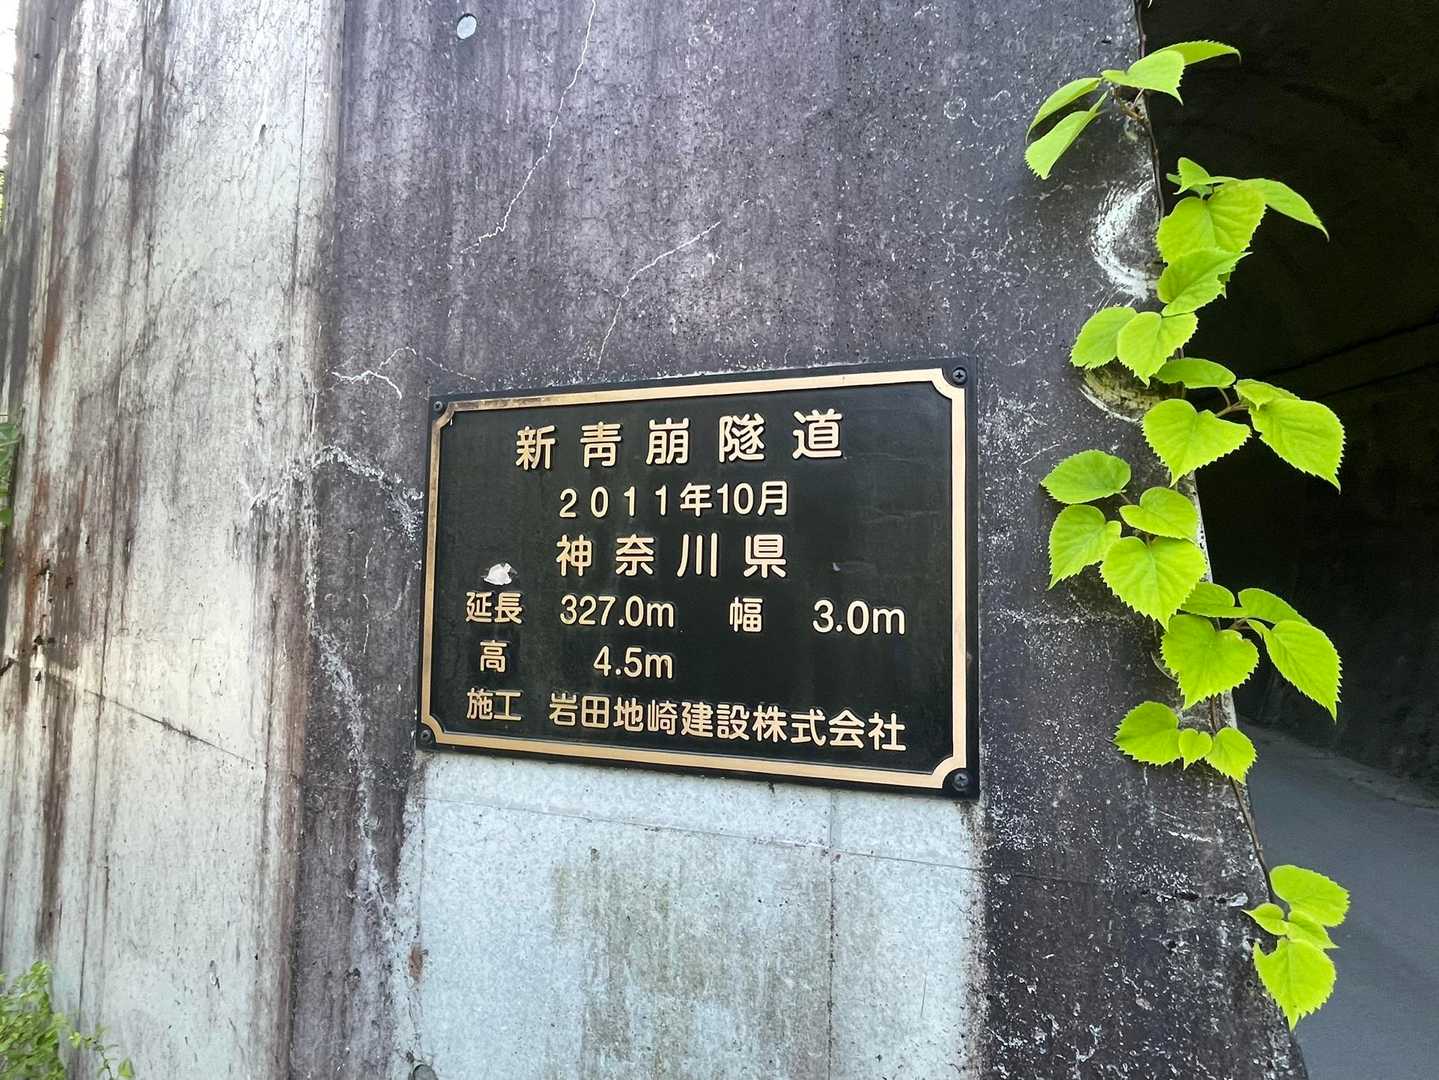 新青崩隧道
2011年10月
神奈川県
延長 327.0m 幅 3.0m
高 4.5m
施工 岩田地崎建設株式会社